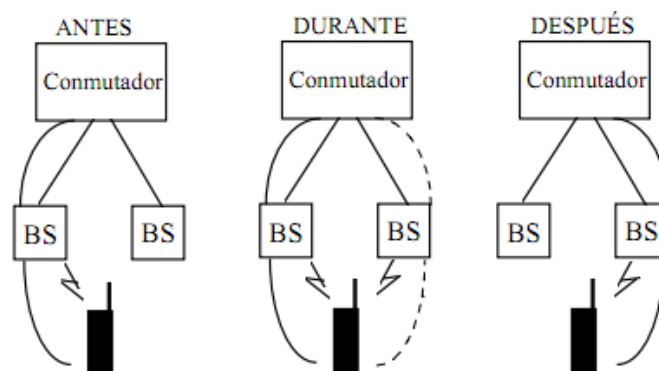 ANTES
DURANTE
DESPUÉS
Conmutador
Conmutador
Conmutador
BS
BS
BS
BS
BS
BS